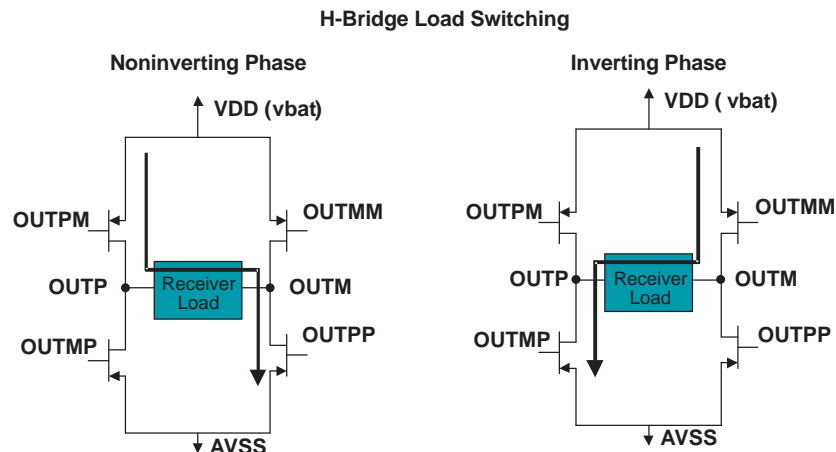 H-Bridge Load Switching
Noninverting Phase
VDD (vbat)
OUTPM
OUTMM
OUTP
Receiver
Load
OUTM
OUTMP
OUTPP
AVSS
Inverting Phase
VDD ( vbat)
OUTPM
OUTMM
OUTP
Receiver
Load
OUTM
OUTMP
OUTPP
AVSS